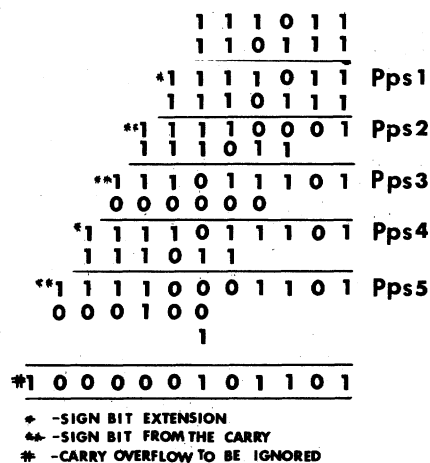 1 1 1 0 1 1
1 1 0 1 1 1
*1 1 1 1 0 1 1 Pps1
1 1 1 0 1 1 1
**1 1 1 1 0 0 0 1 Pps2
1 1 1 0 1 1
**1 1 1 0 1 1 1 0 1 Pps3
0 0 0 0 0 0
*1 1 1 1 0 1 1 1 0 1 Pps4
1 1 1 0 1 1
**1 1 1 1 0 0 0 1 1 0 1 Pps5
0 0 0 1 0 0
1
#1 0 0 0 0 0 1 0 1 1 0 1
* -SIGN BIT EXTENSION
** -SIGN BIT FROM THE CARRY
# -CARRY OVERFLOW TO BE IGNORED